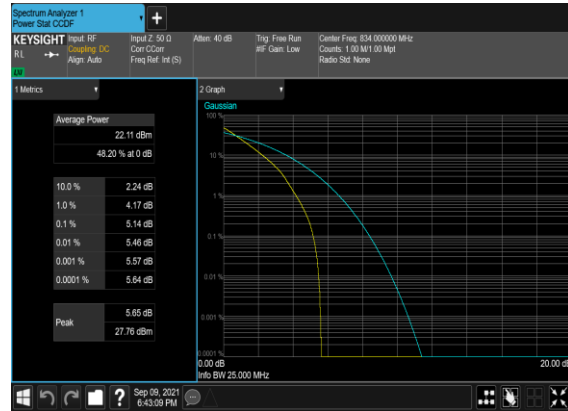 Spectrum Analyzer 1
Power Stat CCDF
KEYSIGHT
R L
LW
Input: RF
Coupling: DC
Align: Auto
Input Z: 50 Ω
Corr CCorr
Freq Ref: Int (S)
Atten: 40 dB
Trig: Free Run
#IF Gain: Low
Center Freq: 834.000000 MHz
Counts: 1.00 M/1.00 Mpt
Radio Std: None
1 Metrics
Average Power
22.11 dBm
48.20 % at 0 dB
10.0 % 2.24 dB
1.0 % 4.17 dB
0.1 % 5.14 dB
0.01 % 5.46 dB
0.001 % 5.57 dB
0.0001 % 5.64 dB
Peak
5.65 dB
27.76 dBm
2 Graph
Gaussian
100 %
10 %
1 %
0.1 %
0.01 %
0.001 %
0.0001 %
0.00 dB
20.00 dB
Info BW 25.000 MHz
?
Sep 09, 2021
6:43:09 PM